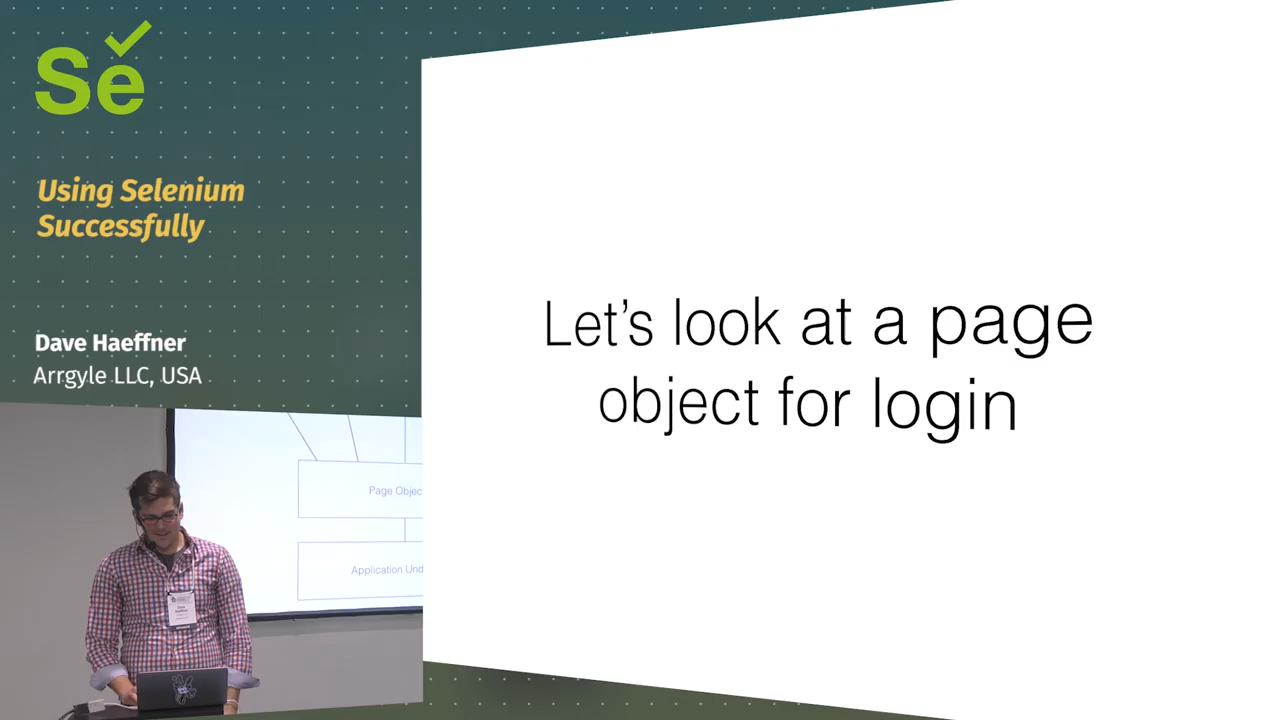 Se
Using Selenium
Successfully
Dave Haeffner
Arrgyle LLC, USA
Let's look at a page
object for login
Page Objec
Application Und